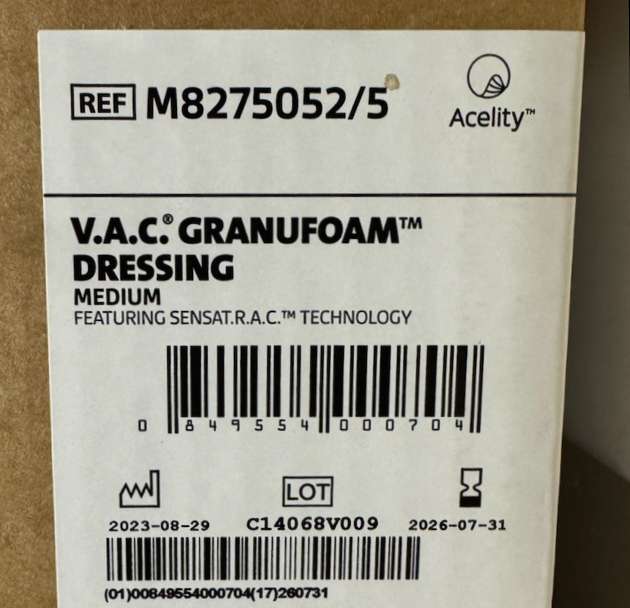 REF M8275052/5
Acelity™
V.A.C.® GRANUFOAM™
DRESSING
MEDIUM
FEATURING SENSAT.R.A.C.™ TECHNOLOGY
0 849554 000704
LOT
2023-08-29 C14068V009 2026-07-31
(01)00849554000704(17)260731